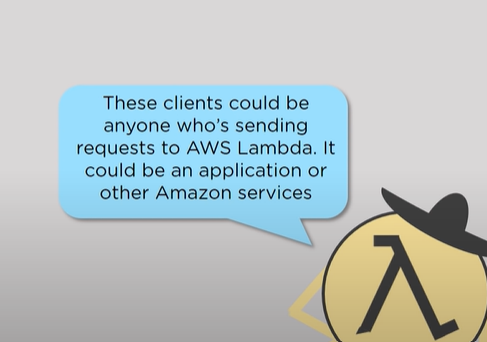 These clients could be
anyone who's sending
requests to AWS Lambda. It
could be an application or
other Amazon services
λ